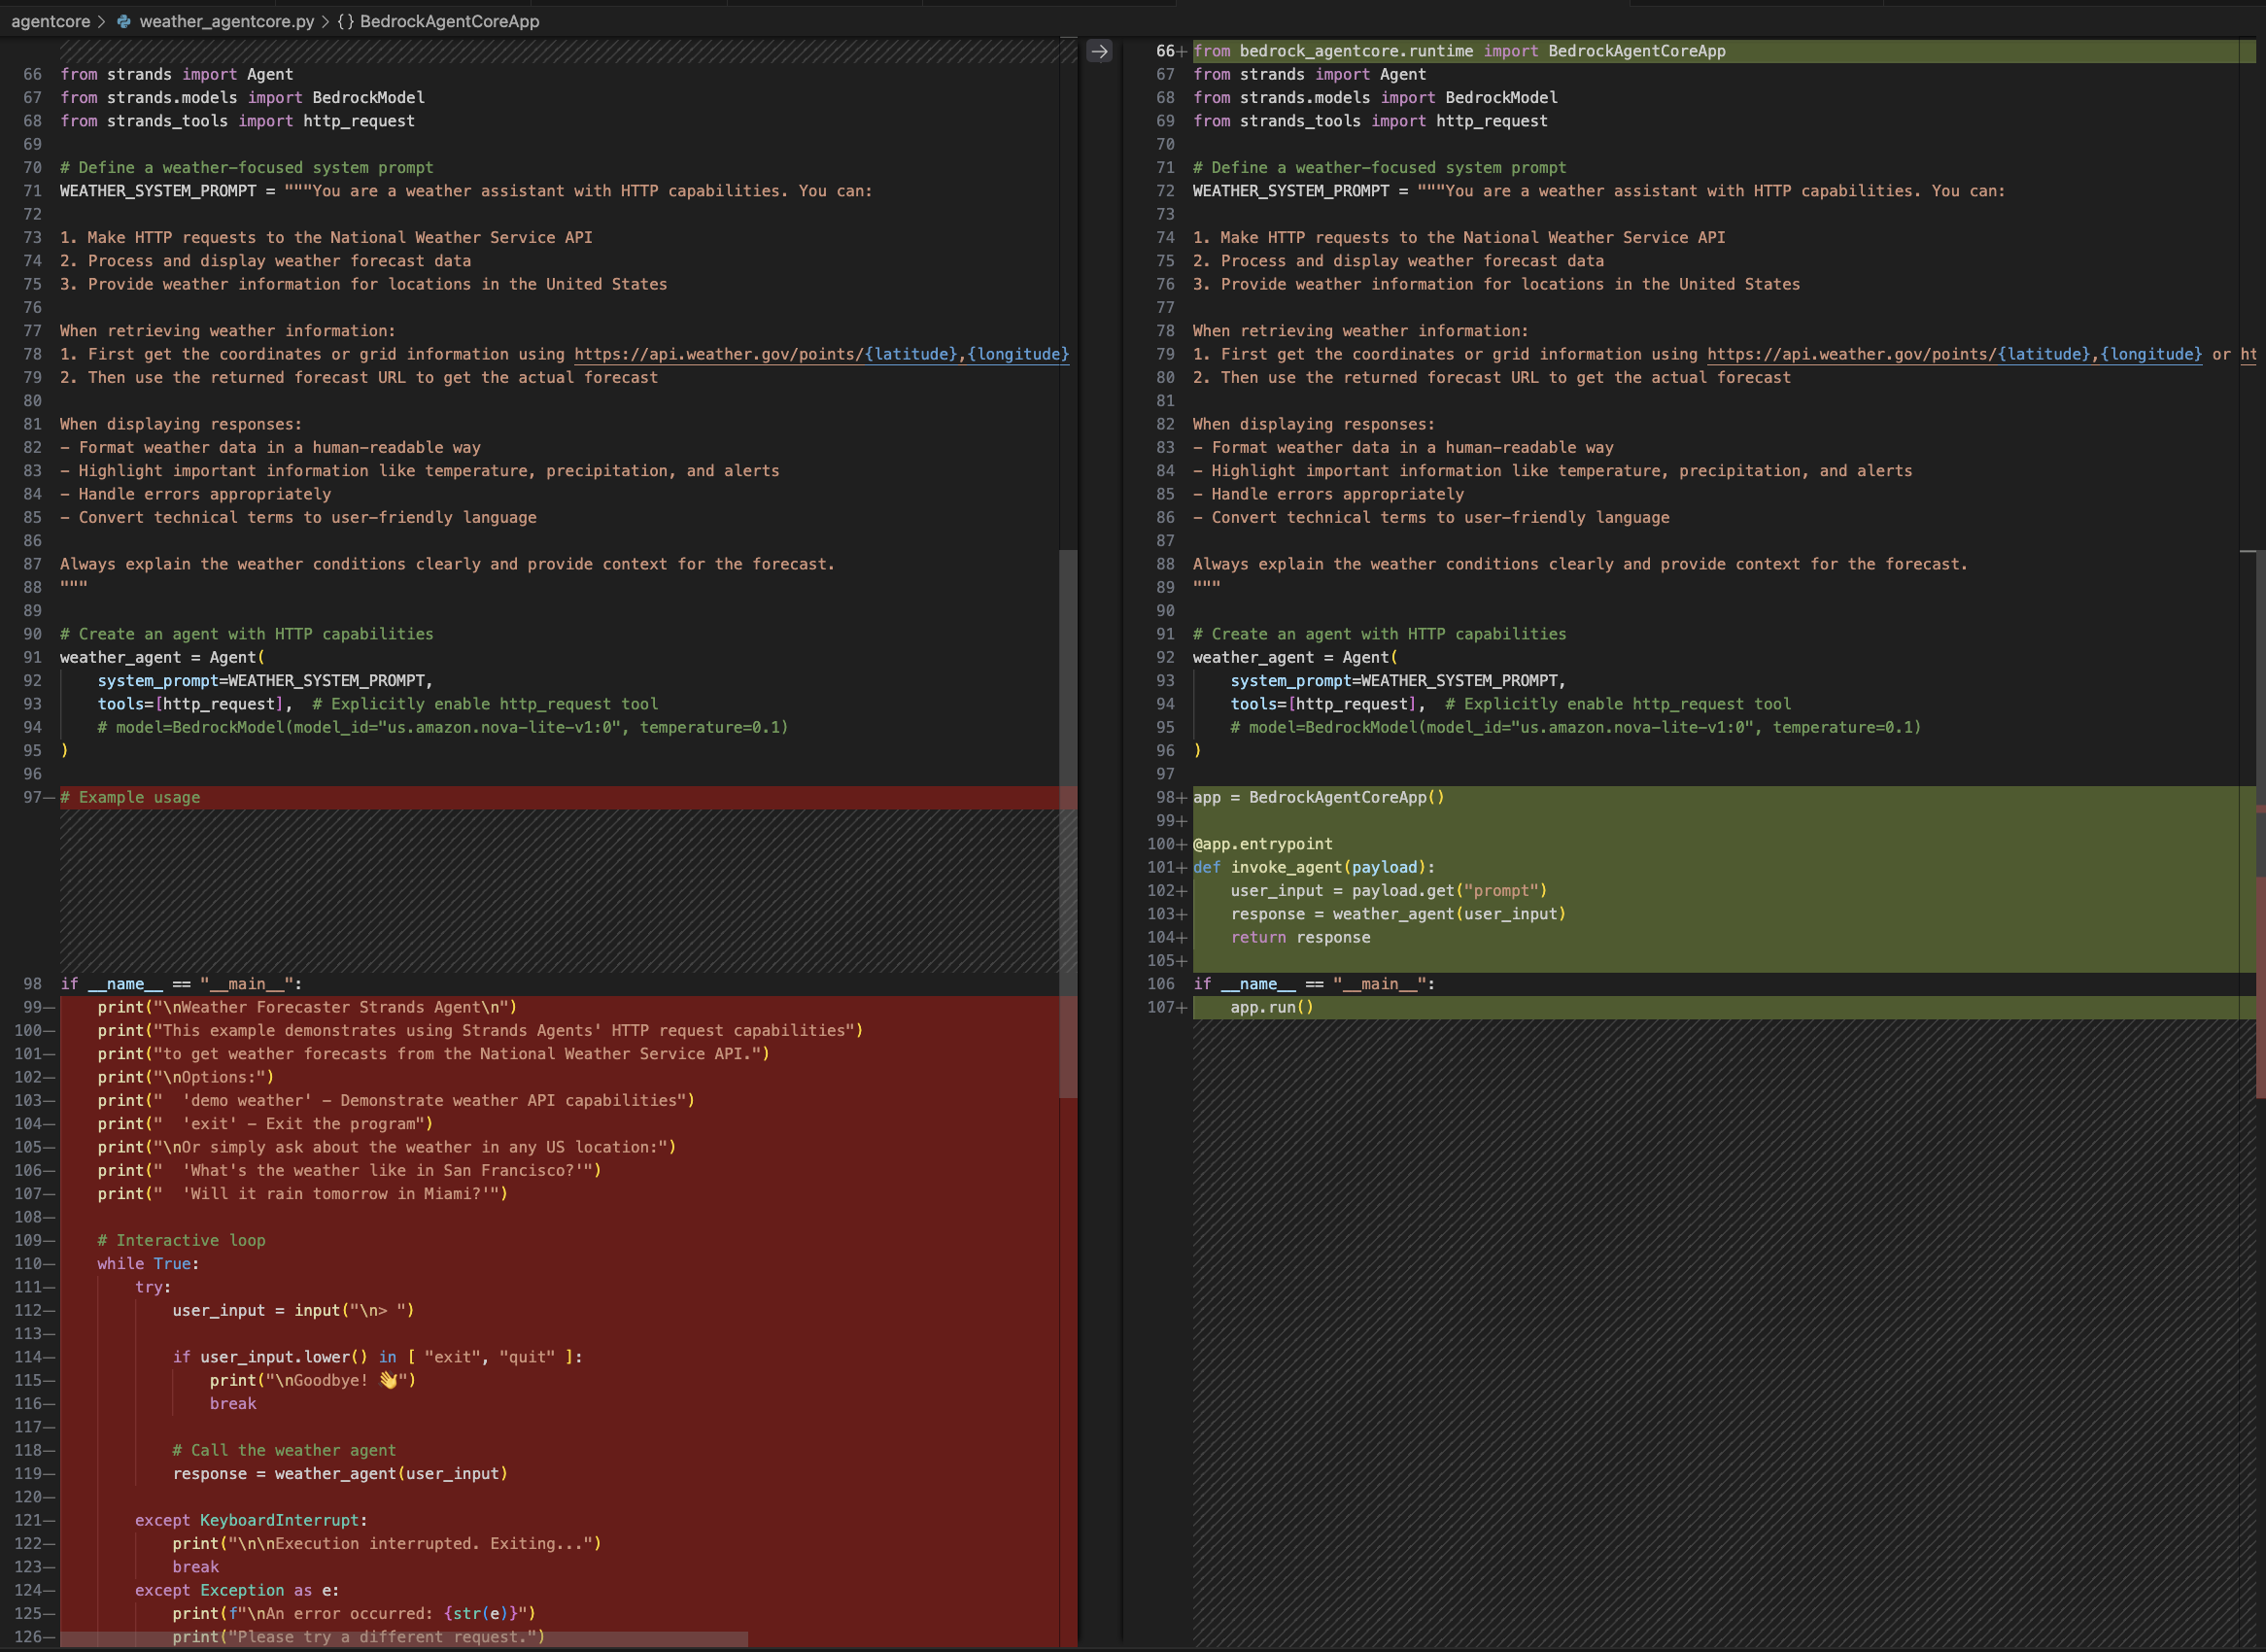 agentcore > weather_agentcore.py > {} BedrockAgentCoreApp
66 from strands import Agent
67 from strands.models import BedrockModel
68 from strands_tools import http_request
69
70 # Define a weather-focused system prompt
71 WEATHER_SYSTEM_PROMPT = """You are a weather assistant with HTTP capabilities. You can:
72
73 1. Make HTTP requests to the National Weather Service API
74 2. Process and display weather forecast data
75 3. Provide weather information for locations in the United States
76
77 When retrieving weather information:
78 1. First get the coordinates or grid information using https://api.weather.gov/points/{latitude},{longitude}
79 2. Then use the returned forecast URL to get the actual forecast
80
81 When displaying responses:
82 - Format weather data in a human-readable way
83 - Highlight important information like temperature, precipitation, and alerts
84 - Handle errors appropriately
85 - Convert technical terms to user-friendly language
86
87 Always explain the weather conditions clearly and provide context for the forecast.
88 """
89
90 # Create an agent with HTTP capabilities
91 weather_agent = Agent(
92     system_prompt=WEATHER_SYSTEM_PROMPT,
93     tools=[http_request],  # Explicitly enable http_request tool
94     # model=BedrockModel(model_id="us.amazon.nova-lite-v1:0", temperature=0.1)
95 )
96
97— # Example usage
98 if __name__ == "__main__":
99—     print("\nWeather Forecaster Strands Agent\n")
100—     print("This example demonstrates using Strands Agents' HTTP request capabilities")
101—     print("to get weather forecasts from the National Weather Service API.")
102—     print("\nOptions:")
103—     print("  'demo weather' - Demonstrate weather API capabilities")
104—     print("  'exit' - Exit the program")
105—     print("\nOr simply ask about the weather in any US location:")
106—     print("  'What's the weather like in San Francisco?'")
107—     print("  'Will it rain tomorrow in Miami?'")
108—
109—     # Interactive loop
110—     while True:
111—         try:
112—             user_input = input("\n> ")
113—
114—             if user_input.lower() in [ "exit", "quit" ]:
115—                 print("\nGoodbye! 👋")
116—                 break
117—
118—             # Call the weather agent
119—             response = weather_agent(user_input)
120—
121—         except KeyboardInterrupt:
122—             print("\n\nExecution interrupted. Exiting...")
123—             break
124—         except Exception as e:
125—             print(f"\nAn error occurred: {str(e)}")
126—             print("Please try a different request.")
66+ from bedrock_agentcore.runtime import BedrockAgentCoreApp
67 from strands import Agent
68 from strands.models import BedrockModel
69 from strands_tools import http_request
70
71 # Define a weather-focused system prompt
72 WEATHER_SYSTEM_PROMPT = """You are a weather assistant with HTTP capabilities. You can:
73
74 1. Make HTTP requests to the National Weather Service API
75 2. Process and display weather forecast data
76 3. Provide weather information for locations in the United States
77
78 When retrieving weather information:
79 1. First get the coordinates or grid information using https://api.weather.gov/points/{latitude},{longitude} or ht
80 2. Then use the returned forecast URL to get the actual forecast
81
82 When displaying responses:
83 - Format weather data in a human-readable way
84 - Highlight important information like temperature, precipitation, and alerts
85 - Handle errors appropriately
86 - Convert technical terms to user-friendly language
87
88 Always explain the weather conditions clearly and provide context for the forecast.
89 """
90
91 # Create an agent with HTTP capabilities
92 weather_agent = Agent(
93     system_prompt=WEATHER_SYSTEM_PROMPT,
94     tools=[http_request],  # Explicitly enable http_request tool
95     # model=BedrockModel(model_id="us.amazon.nova-lite-v1:0", temperature=0.1)
96 )
97
98+ app = BedrockAgentCoreApp()
99+
100+ @app.entrypoint
101+ def invoke_agent(payload):
102+     user_input = payload.get("prompt")
103+     response = weather_agent(user_input)
104+     return response
105+
106 if __name__ == "__main__":
107+     app.run()